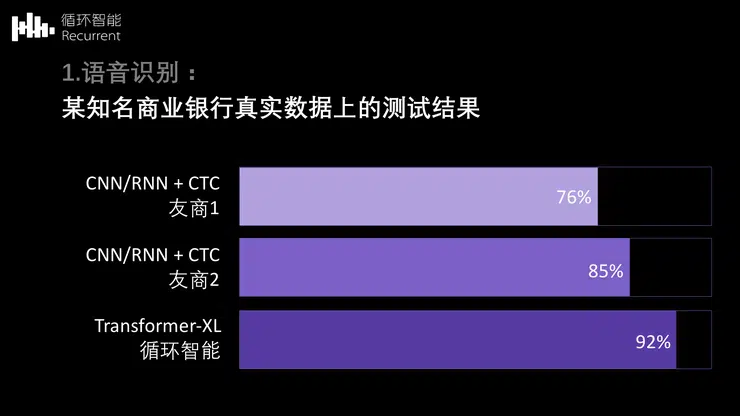 循环智能
Recurrent
1.语音识别：
某知名商业银行真实数据上的测试结果
CNN/RNN + CTC
友商1
76%
CNN/RNN + CTC
友商2
85%
Transformer-XL
循环智能
92%